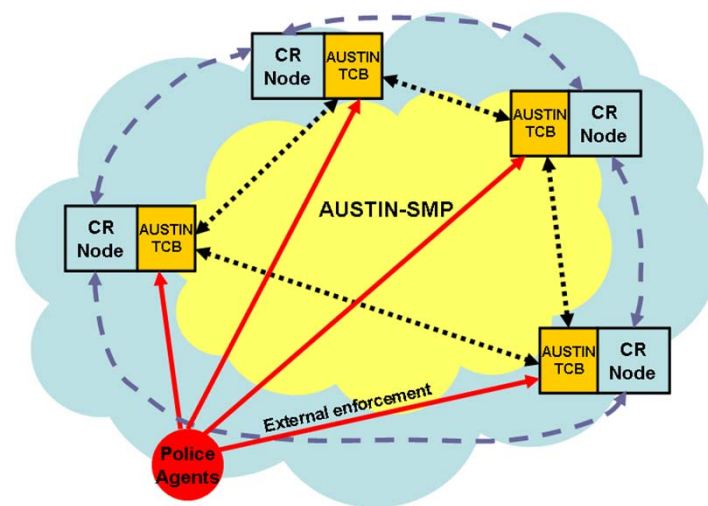 CR
Node
AUSTIN
TCB
AUSTIN
TCB
CR
Node
AUSTIN-SMP
CR
Node
AUSTIN
TCB
AUSTIN
TCB
CR
Node
External enforcement
Police
Agents